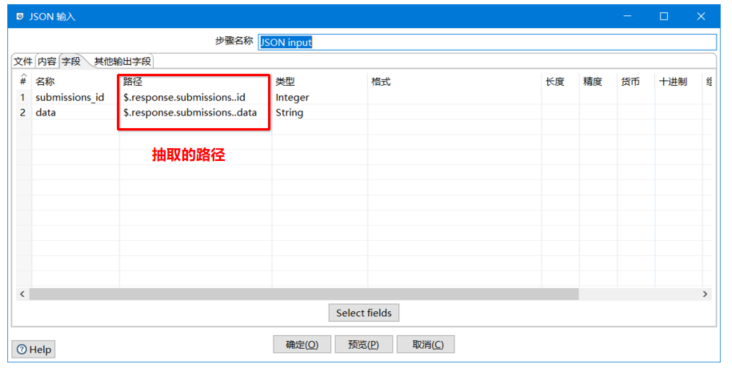 JSON 输入
步骤名称 JSON input
文件 内容 字段 其他输出字段
# 名称 路径 类型 格式 长度 精度 货币 十进制
1 submissions_id $.response.submissions..id Integer
2 data $.response.submissions..data String
抽取的路径
Select fields
Help 确定(O) 预览(P) 取消(C)